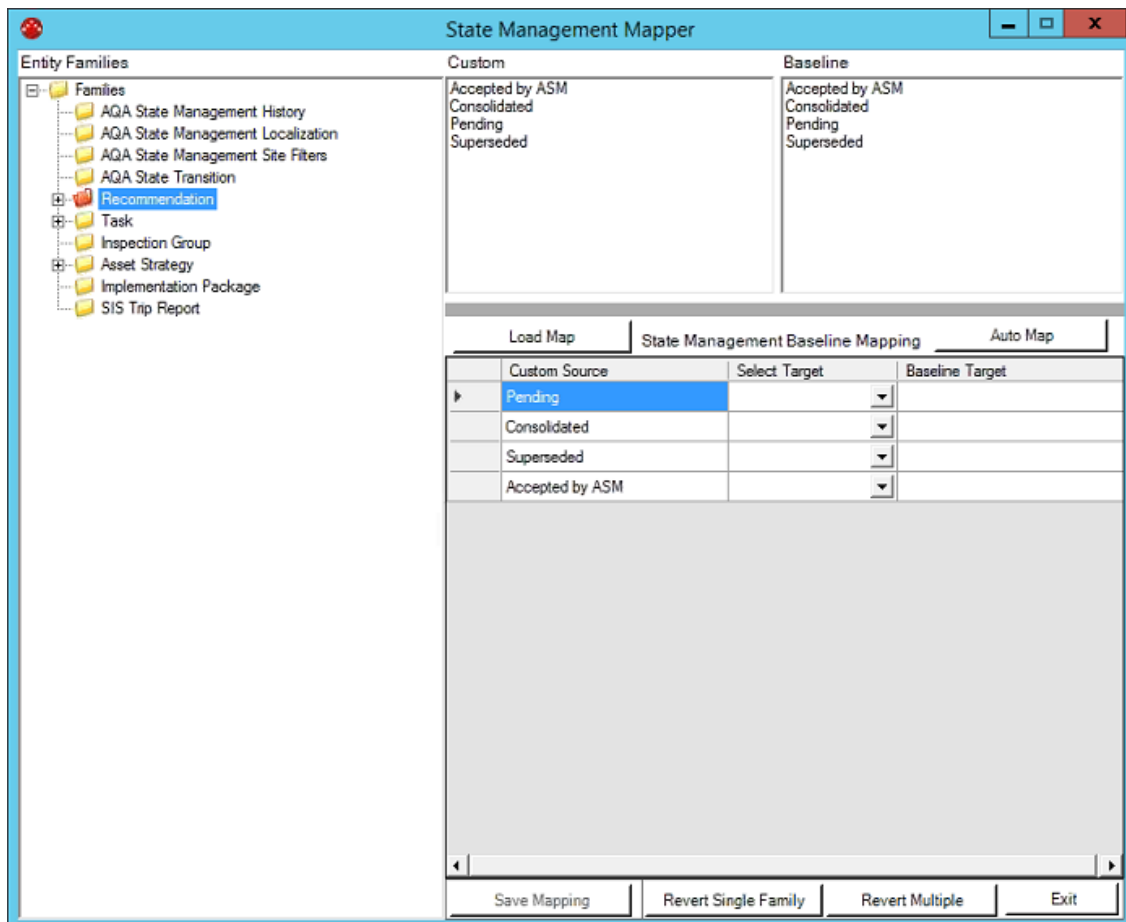 State Management Mapper
Entity Families
Families
AQA State Management History
AQA State Management Localization
AQA State Management Site Filters
AQA State Transition
Recommendation
Task
Inspection Group
Asset Strategy
Implementation Package
SIS Trip Report
Custom
Accepted by ASM
Consolidated
Pending
Superseded
Baseline
Accepted by ASM
Consolidated
Pending
Superseded
Load Map State Management Baseline Mapping Auto Map
Custom Source Select Target Baseline Target
Pending
Consolidated
Superseded
Accepted by ASM
Save Mapping Revert Single Family Revert Multiple Exit